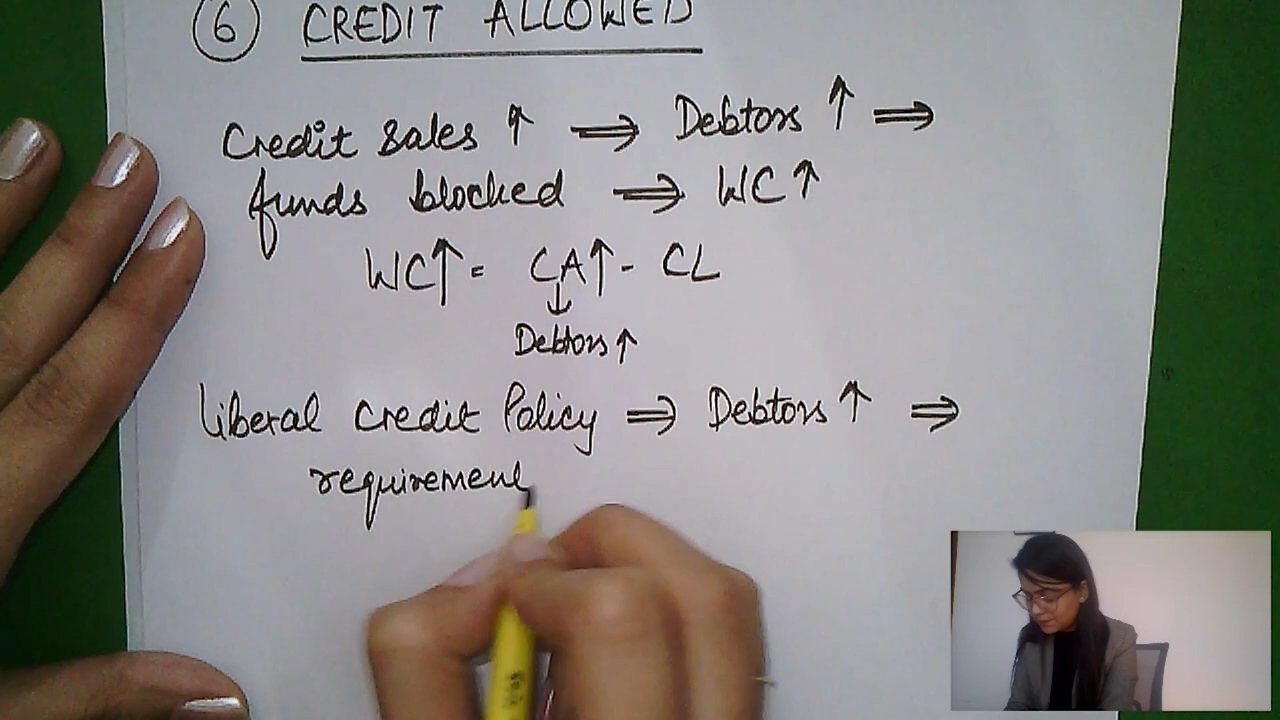 6 CREDIT ALLOWED
Credit Sales ↑ ⇒ Debtors ↑ ⇒
funds blocked ⇒ WC ↑
WC↑ = CA↑ - CL
↓
Debtors ↑
Liberal Credit Policy ⇒ Debtors ↑ ⇒
requirement